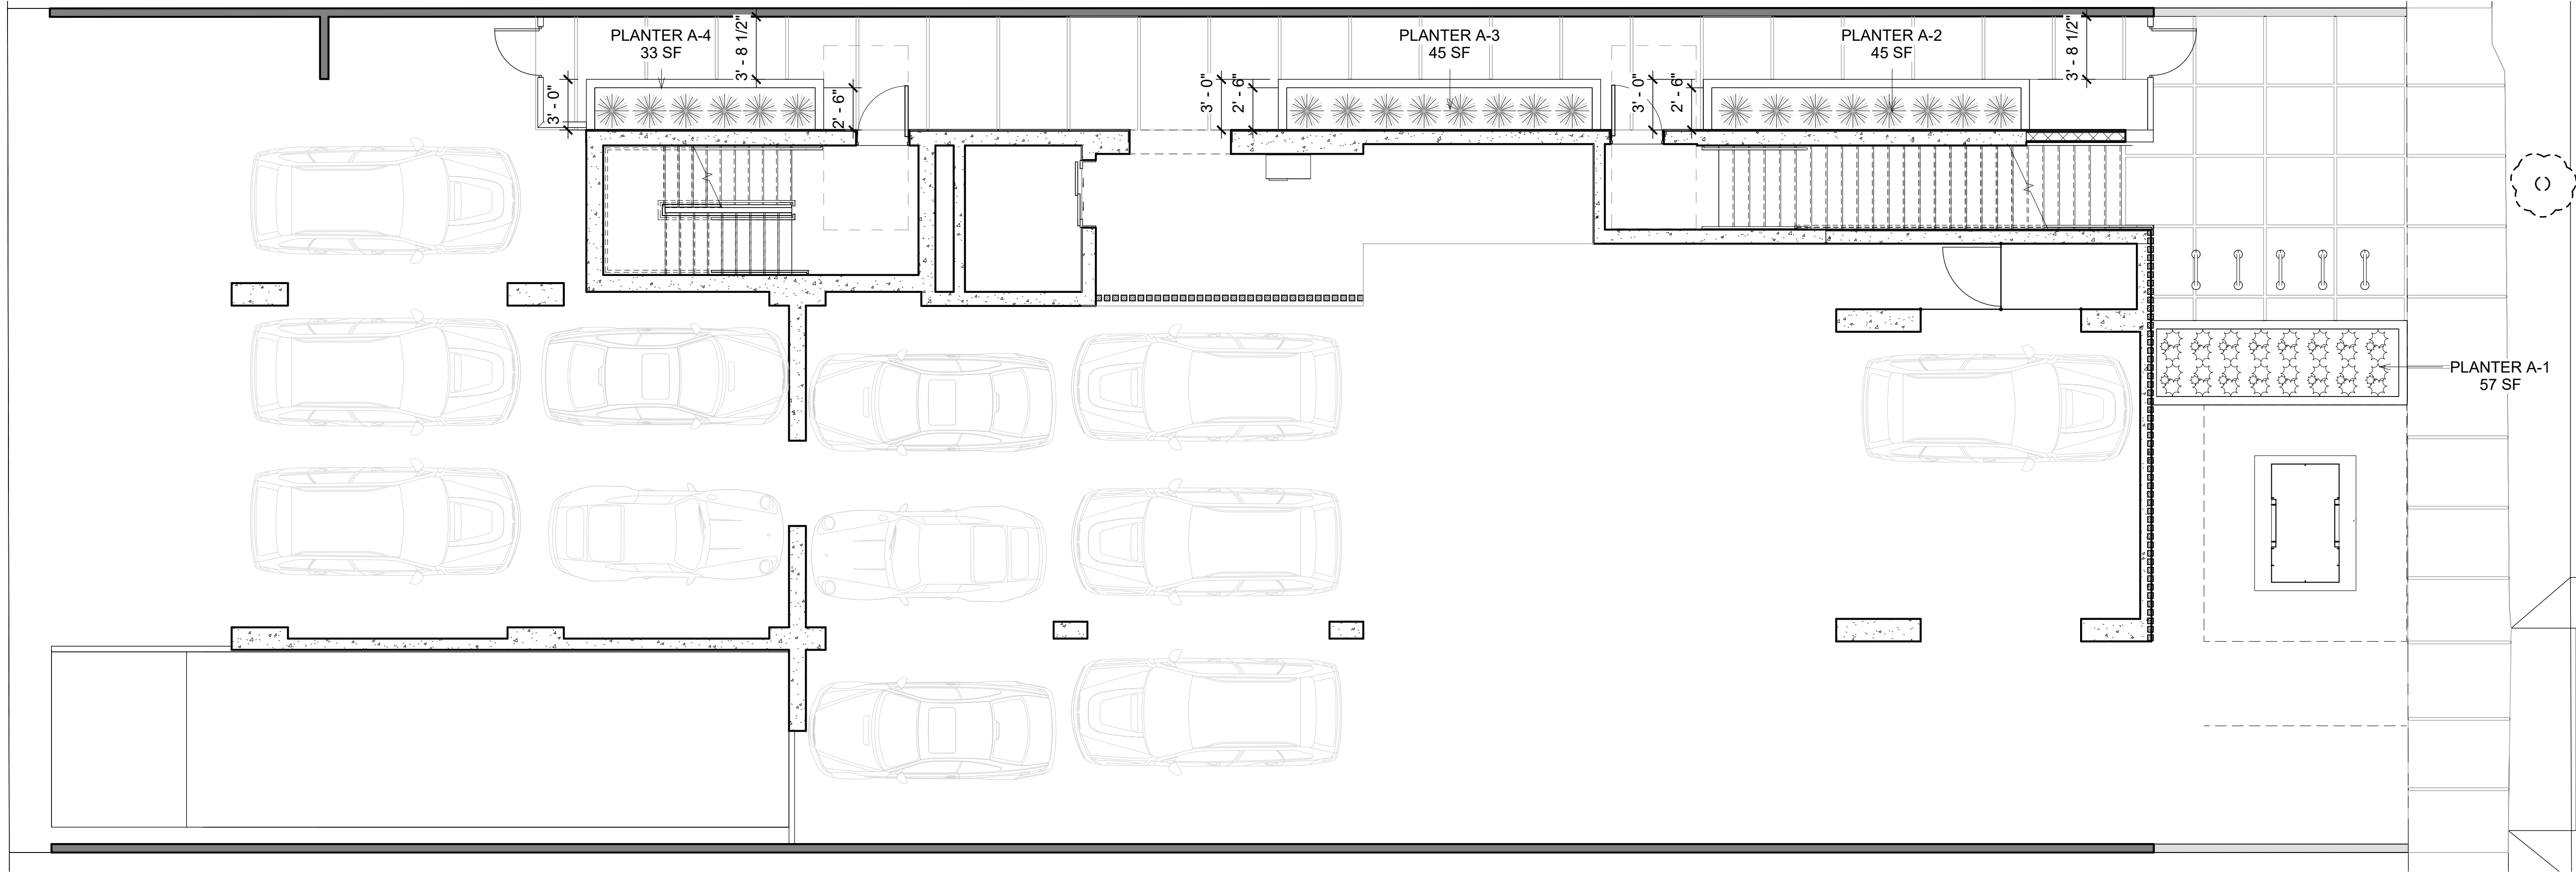 PLANTER A-4
33 SF
3' - 8 1/2"
3' - 0"
2' - 6"
PLANTER A-3
45 SF
3' - 0"
2' - 6"
PLANTER A-2
45 SF
3' - 0"
2' - 6"
3' - 8 1/2"
PLANTER A-1
57 SF